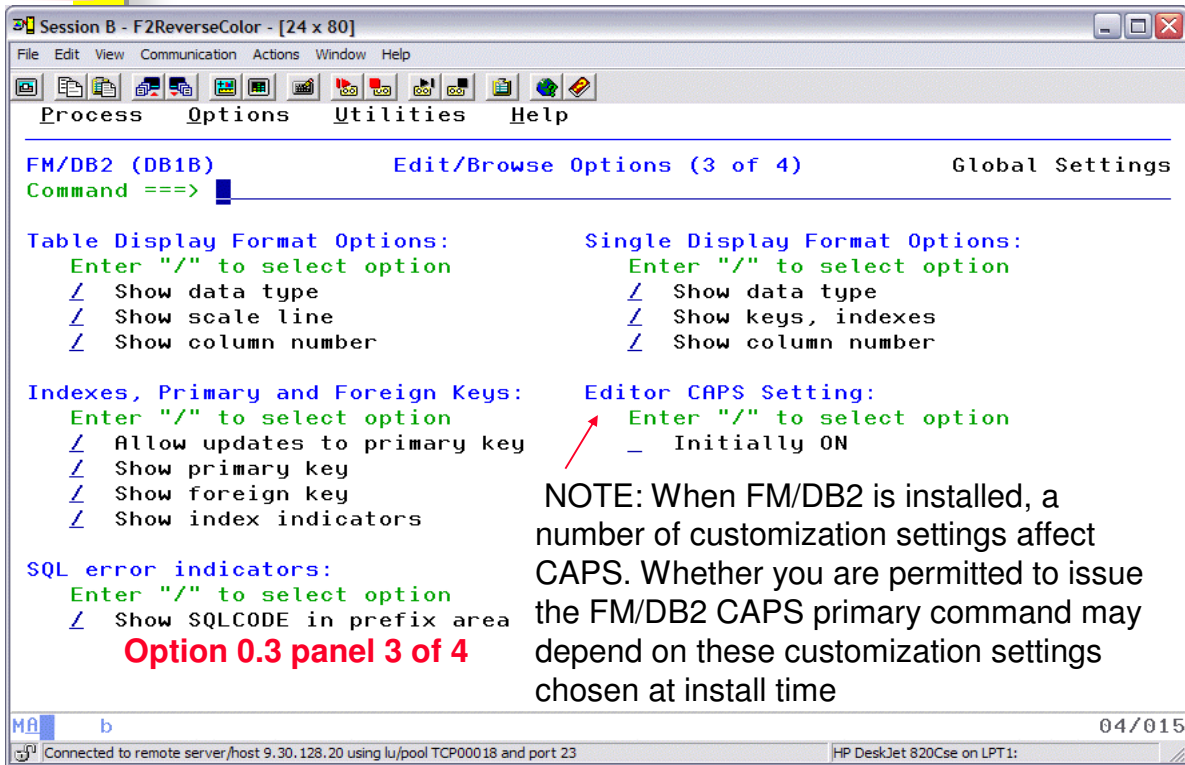 Session B - F2ReverseColor - [24 x 80]
File Edit View Communication Actions Window Help
Process Options Utilities Help
FM/DB2 (DB1B) Edit/Browse Options (3 of 4) Global Settings
Command ===>
Table Display Format Options: Single Display Format Options:
Enter "/" to select option Enter "/" to select option
/ Show data type / Show data type
/ Show scale line / Show keys, indexes
/ Show column number / Show column number
Indexes, Primary and Foreign Keys: Editor CAPS Setting:
Enter "/" to select option Enter "/" to select option
/ Allow updates to primary key _ Initially ON
/ Show primary key
/ Show foreign key
/ Show index indicators
SQL error indicators:
Enter "/" to select option
/ Show SQLCODE in prefix area
Option 0.3 panel 3 of 4
NOTE: When FM/DB2 is installed, a
number of customization settings affect
CAPS. Whether you are permitted to issue
the FM/DB2 CAPS primary command may
depend on these customization settings
chosen at install time
MA b 04/015
Connected to remote server/host 9.30.128.20 using lu/pool TCP00018 and port 23 HP DeskJet 820Cse on LPT1: